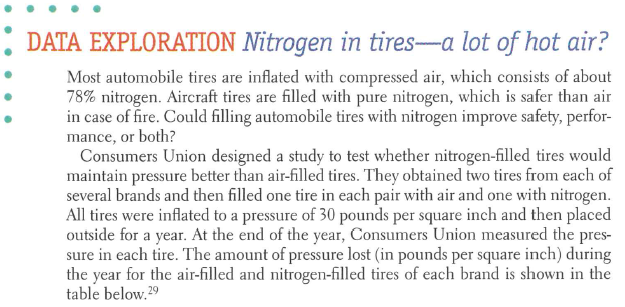 DATA EXPLORATION Nitrogen in tires—a lot of hot air?
Most automobile tires are inflated with compressed air, which consists of about
78% nitrogen. Aircraft tires are filled with pure nitrogen, which is safer than air
in case of fire. Could filling automobile tires with nitrogen improve safety, perfor-
mance, or both?
Consumers Union designed a study to test whether nitrogen-filled tires would
maintain pressure better than air-filled tires. They obtained two tires from each of
several brands and then filled one tire in each pair with air and one with nitrogen.
All tires were inflated to a pressure of 30 pounds per square inch and then placed
outside for a year. At the end of the year, Consumers Union measured the pres-
sure in each tire. The amount of pressure lost (in pounds per square inch) during
the year for the air-filled and nitrogen-filled tires of each brand is shown in the
table below.²⁹